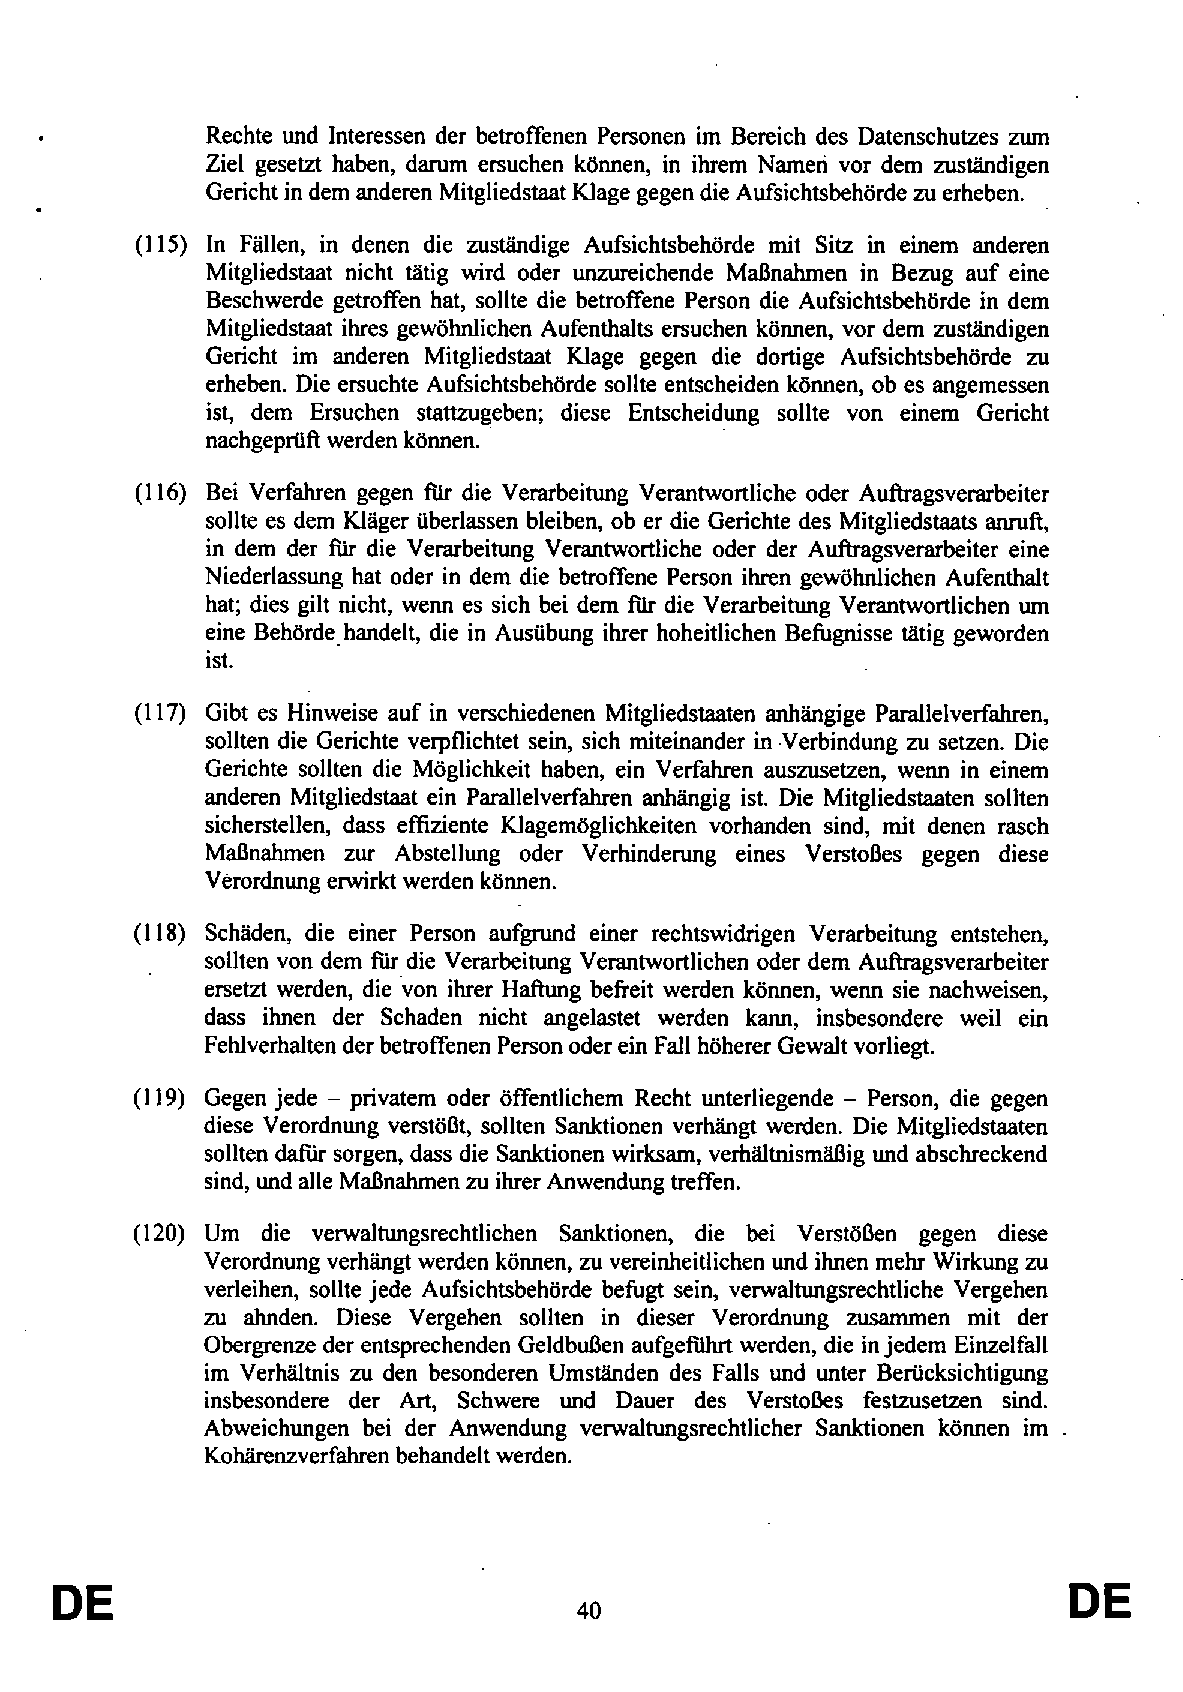 Rechte und Interessen der betroffenen Personen im Bereich des Datenschutzes zum
Ziel gesetzt haben, darum ersuchen können, in ihrem Namen vor dem zuständigen
Gericht in dem anderen Mitgliedstaat Klage gegen die Aufsichtsbehörde zu erheben.
(115) In Fällen, in denen die zuständige Aufsichtsbehörde mit Sitz in einem anderen
Mitgliedstaat nicht tätig wird oder unzureichende Maßnahmen in Bezug auf eine
Beschwerde getroffen hat, sollte die betroffene Person die Aufsichtsbehörde in dem
Mitgliedstaat ihres gewöhnlichen Aufenthalts ersuchen können, vor dem zuständigen
Gericht im anderen Mitgliedstaat Klage gegen die dortige Aufsichtsbehörde zu
erheben. Die ersuchte Aufsichtsbehörde sollte entscheiden können, ob es angemessen
ist, dem Ersuchen stattzugeben; diese Entscheidung sollte von einem Gericht
nachgeprüft werden können.
(116) Bei Verfahren gegen für die Verarbeitung Verantwortliche oder Auftragsverarbeiter
sollte es dem Kläger überlassen bleiben, ob er die Gerichte des Mitgliedstaats anruft,
in dem der für die Verarbeitung Verantwortliche oder der Auftragsverarbeiter eine
Niederlassung hat oder in dem die betroffene Person ihren gewöhnlichen Aufenthalt
hat; dies gilt nicht, wenn es sich bei dem für die Verarbeitung Verantwortlichen um
eine Behörde handelt, die in Ausübung ihrer hoheitlichen Befugnisse tätig geworden
ist.
(117) Gibt es Hinweise auf in verschiedenen Mitgliedstaaten anhängige Parallelverfahren,
sollten die Gerichte verpflichtet sein, sich miteinander in Verbindung zu setzen. Die
Gerichte sollten die Möglichkeit haben, ein Verfahren auszusetzen, wenn in einem
anderen Mitgliedstaat ein Parallelverfahren anhängig ist. Die Mitgliedstaaten sollten
sicherstellen, dass effiziente Klagemöglichkeiten vorhanden sind, mit denen rasch
Maßnahmen zur Abstellung oder Verhinderung eines Verstoßes gegen diese
Verordnung erwirkt werden können.
(118) Schäden, die einer Person aufgrund einer rechtswidrigen Verarbeitung entstehen,
sollten von dem für die Verarbeitung Verantwortlichen oder dem Auftragsverarbeiter
ersetzt werden, die von ihrer Haftung befreit werden können, wenn sie nachweisen,
dass ihnen der Schaden nicht angelastet werden kann, insbesondere weil ein
Fehlverhalten der betroffenen Person oder ein Fall höherer Gewalt vorliegt.
(119) Gegen jede – privatem oder öffentlichem Recht unterliegende – Person, die gegen
diese Verordnung verstößt, sollten Sanktionen verhängt werden. Die Mitgliedstaaten
sollten dafür sorgen, dass die Sanktionen wirksam, verhältnismäßig und abschreckend
sind, und alle Maßnahmen zu ihrer Anwendung treffen.
(120) Um die verwaltungsrechtlichen Sanktionen, die bei Verstößen gegen diese
Verordnung verhängt werden können, zu vereinheitlichen und ihnen mehr Wirkung zu
verleihen, sollte jede Aufsichtsbehörde befugt sein, verwaltungsrechtliche Vergehen
zu ahnden. Diese Vergehen sollten in dieser Verordnung zusammen mit der
Obergrenze der entsprechenden Geldbußen aufgeführt werden, die in jedem Einzelfall
im Verhältnis zu den besonderen Umständen des Falls und unter Berücksichtigung
insbesondere der Art, Schwere und Dauer des Verstoßes festzusetzen sind.
Abweichungen bei der Anwendung verwaltungsrechtlicher Sanktionen können im
Kohärenzverfahren behandelt werden.
DE 40 DE